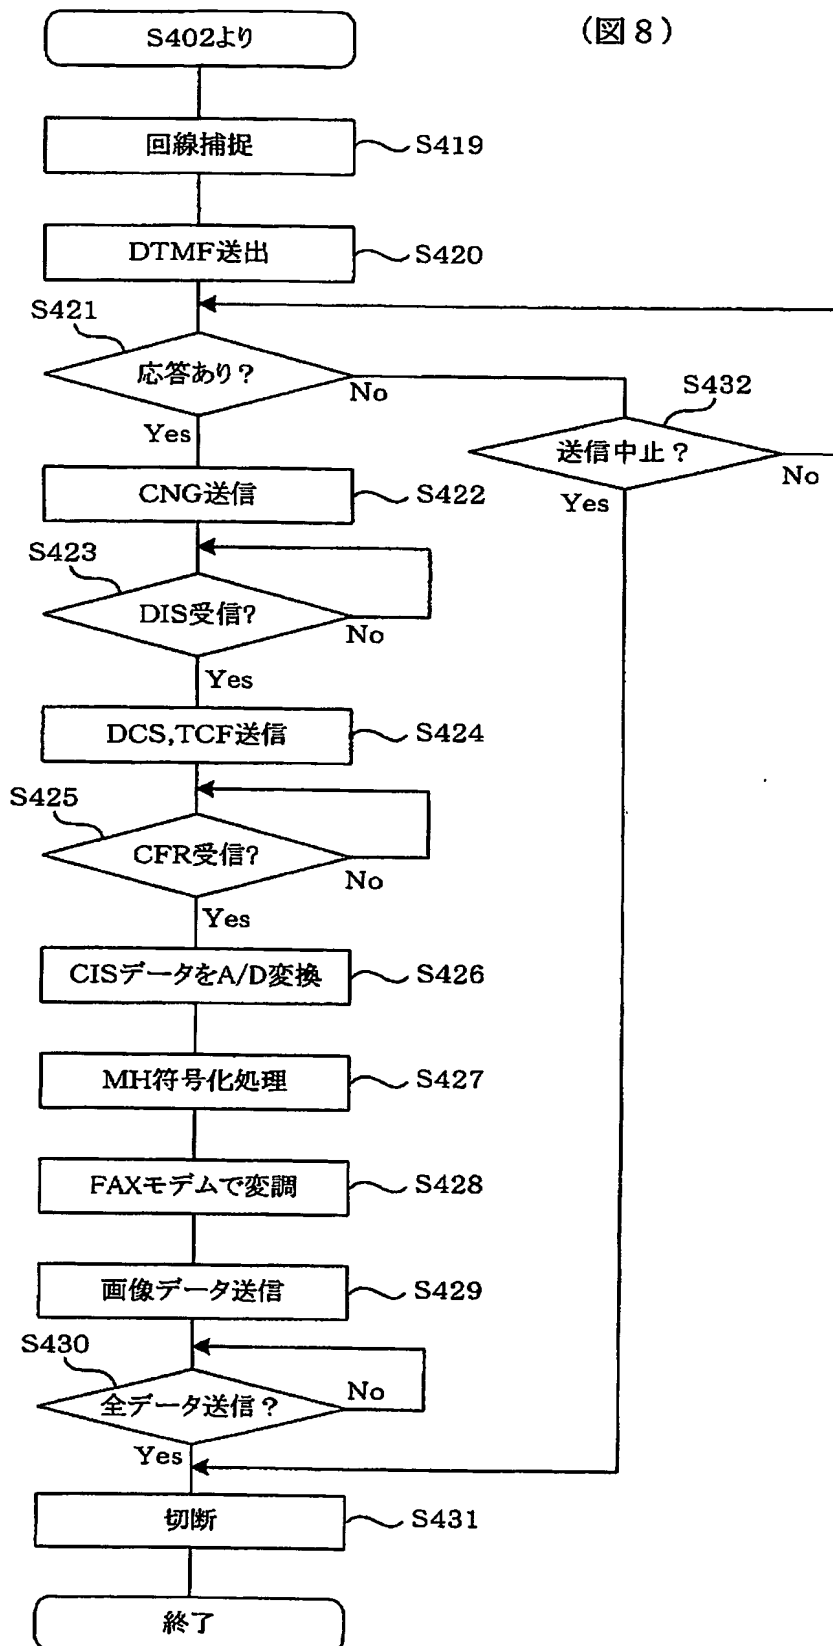 (図8)
S402より
回線捕捉
S419
DTMF送出
S420
S421
応答あり?
No
Yes
S432
送信中止?
No
Yes
CNG送信
S422
S423
DIS受信?
No
Yes
DCS,TCF送信
S424
S425
CFR受信?
No
Yes
CISデータをA/D変換
S426
MH符号化処理
S427
FAXモデムで変調
S428
画像データ送信
S429
S430
全データ送信?
No
Yes
切断
S431
終了